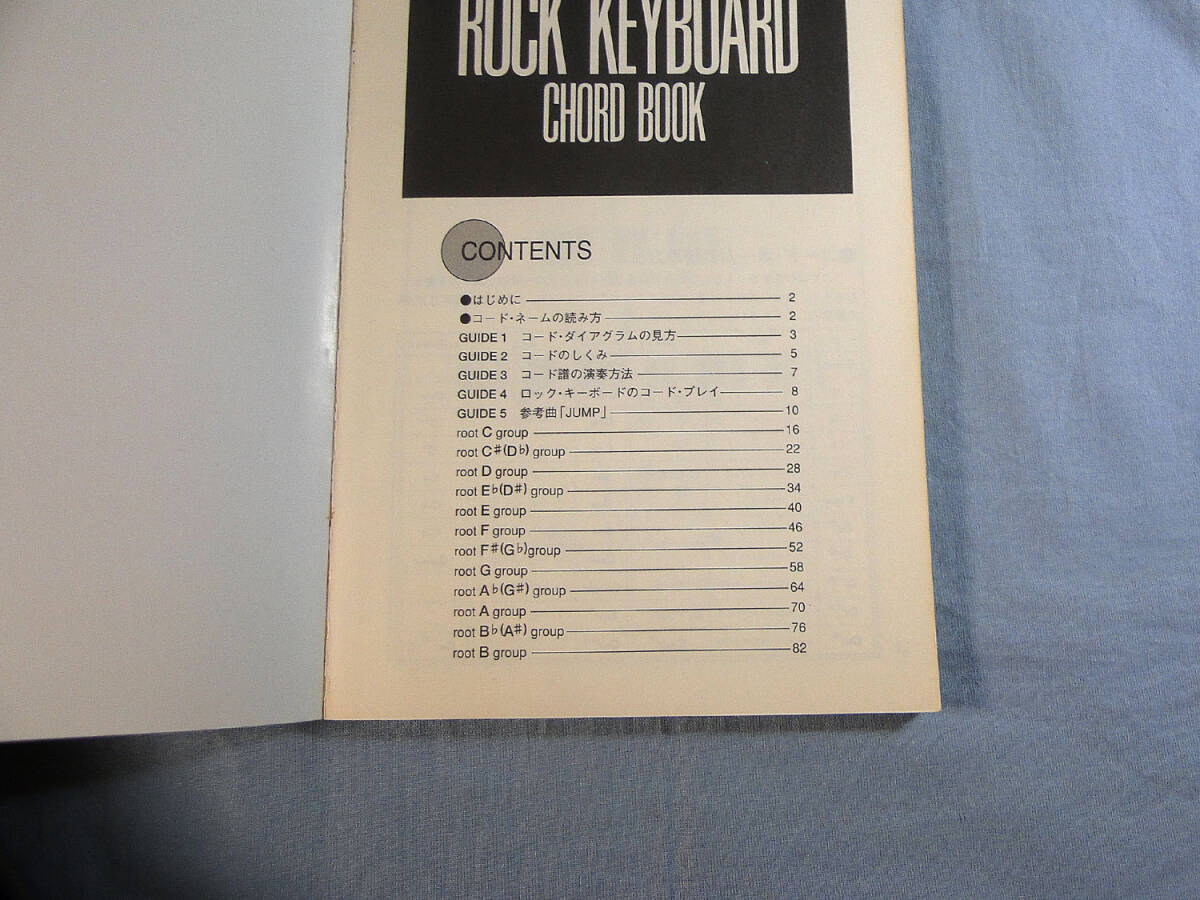 ROCK KEYBOARD
CHORD BOOK
CONTENTS
●はじめに 2
●コード・ネームの読み方 2
GUIDE 1 コード・ダイアグラムの見方 3
GUIDE 2 コードのしくみ 5
GUIDE 3 コード譜の演奏方法 7
GUIDE 4 ロック・キーボードのコード・プレイ 8
GUIDE 5 参考曲「JUMP」 10
root C group 16
root C♯(D♭) group 22
root D group 28
root E♭(D♯) group 34
root E group 40
root F group 46
root F♯(G♭)group 52
root G group 58
root A♭(G♯) group 64
root A group 70
root B♭(A♯) group 76
root B group 82